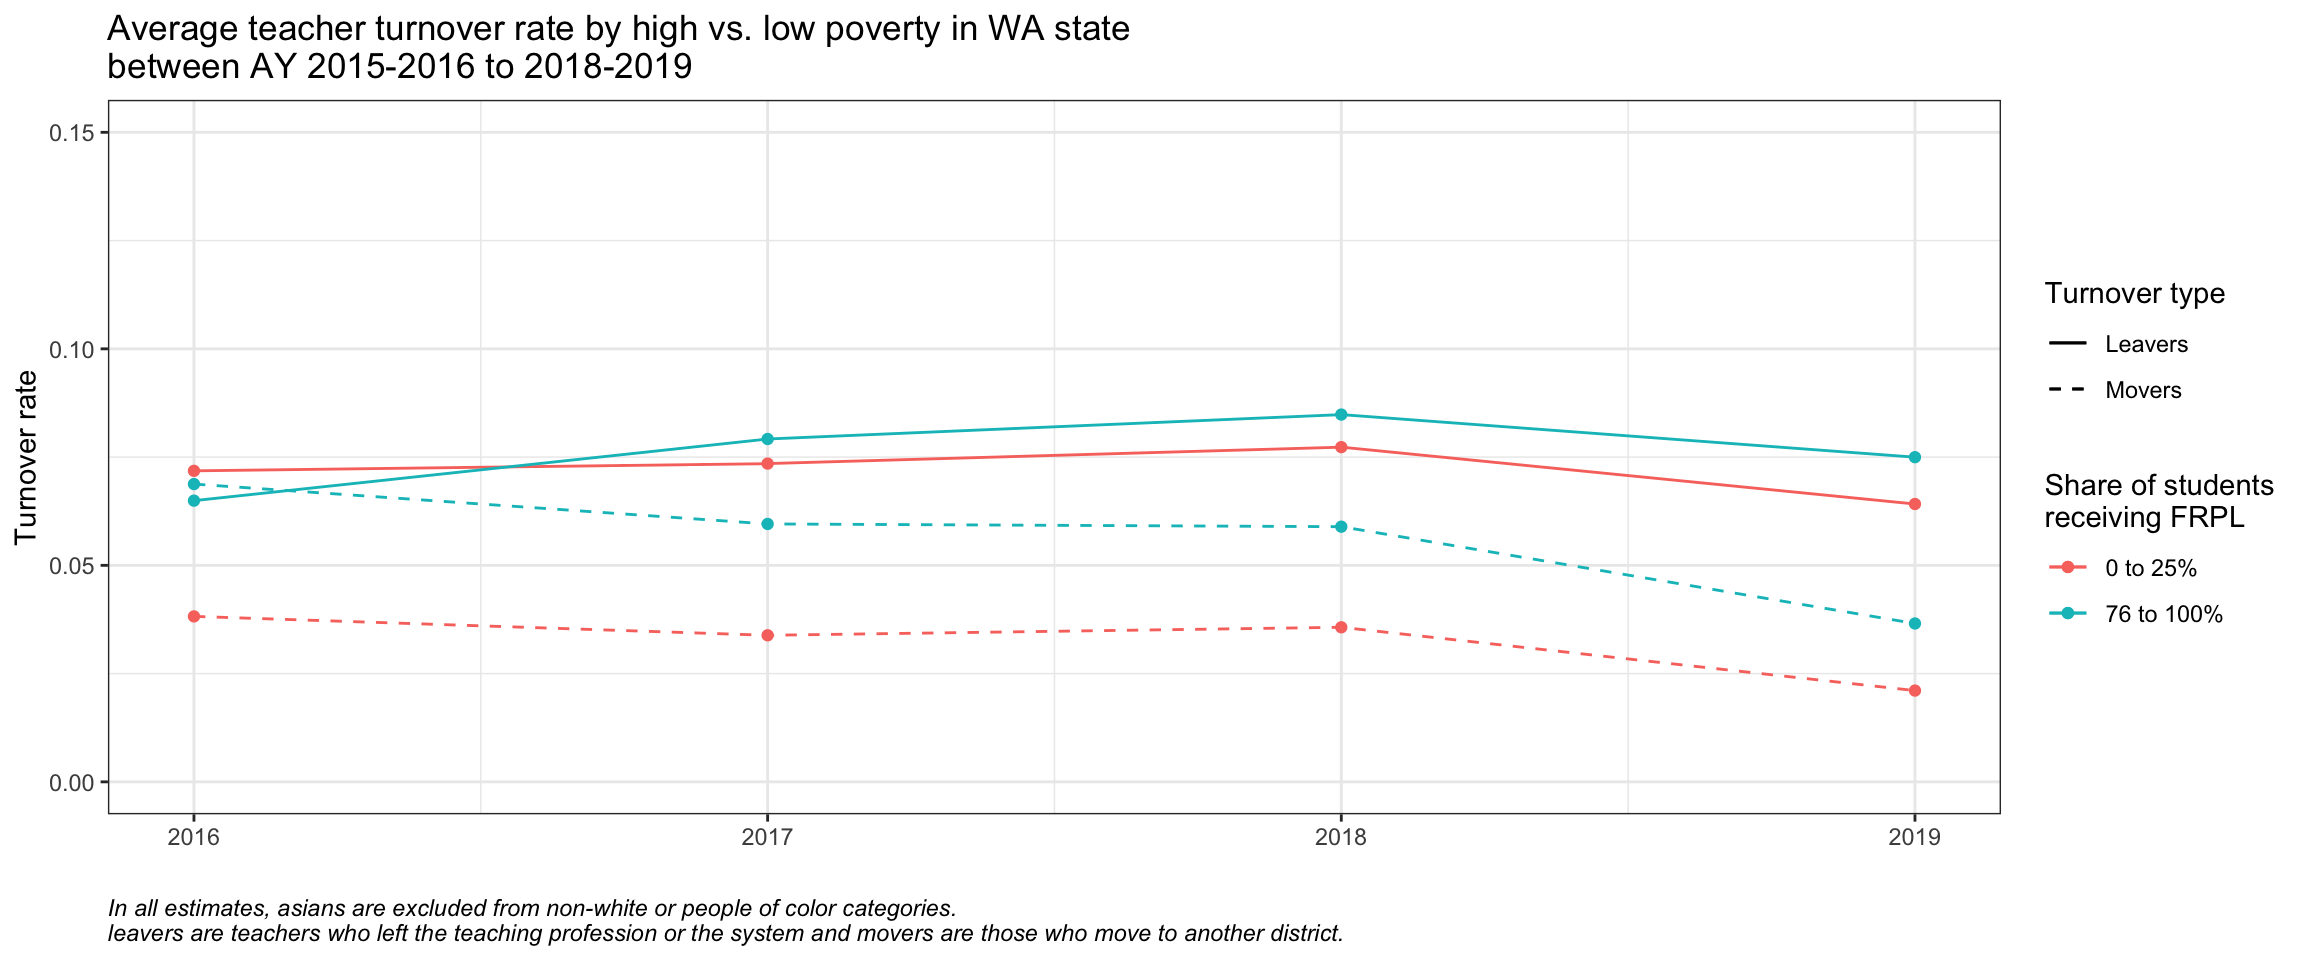 Average teacher turnover rate by high vs. low poverty in WA state
between AY 2015-2016 to 2018-2019
0.15
0.10
0.05
0.00
Turnover rate
2016
2017
2018
2019
Turnover type
Leavers
Movers
Share of students
receiving FRPL
0 to 25%
76 to 100%
In all estimates, asians are excluded from non-white or people of color categories.
leavers are teachers who left the teaching profession or the system and movers are those who move to another district.